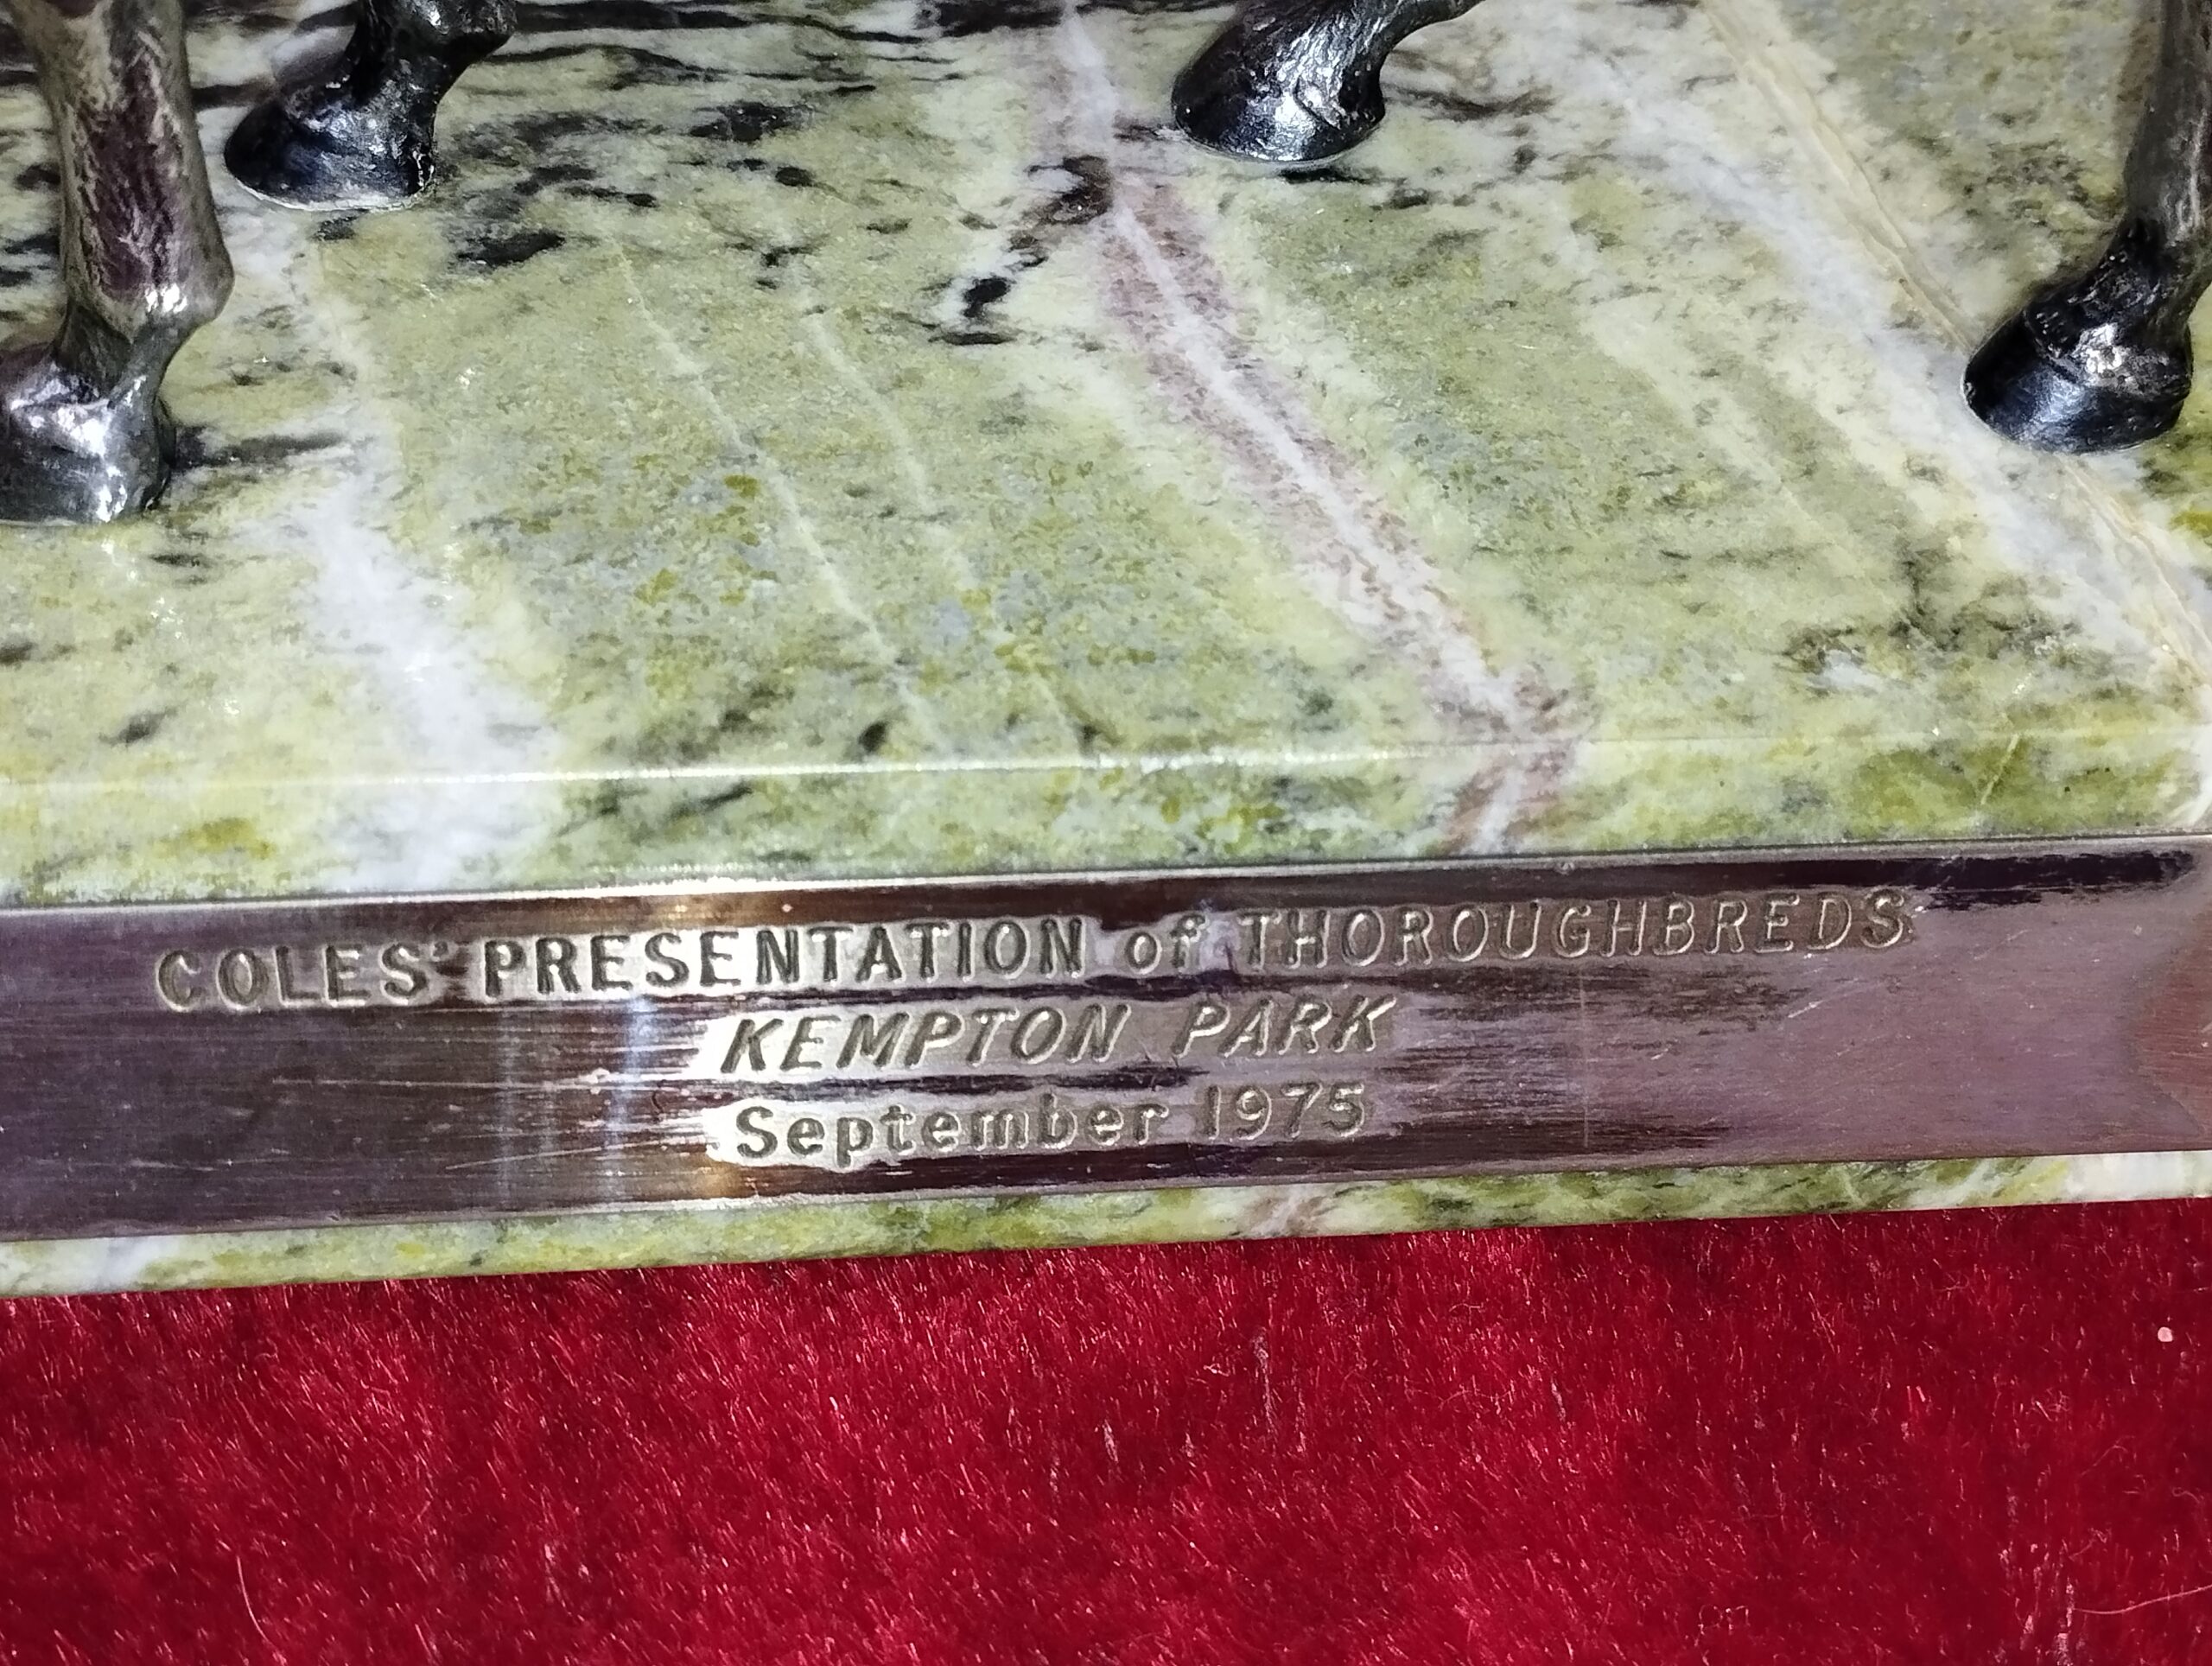 COLES' PRESENTATION of THOROUGHBREDS
KEMPTON PARK
September 1975